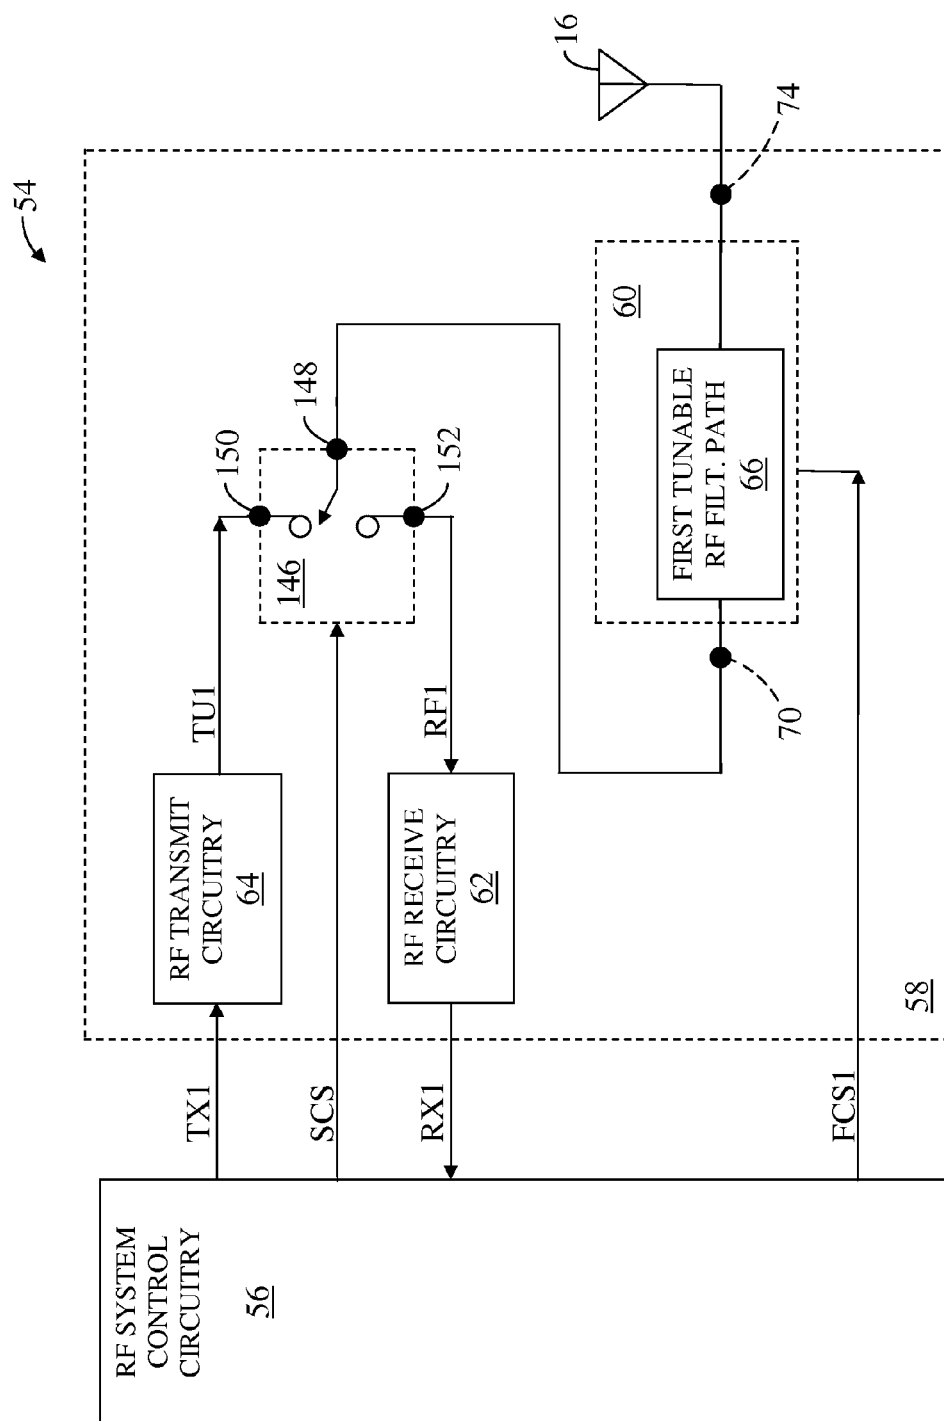 54
RF SYSTEM
CONTROL
CIRCUITRY
56
TX1
SCS
RX1
FCS1
RF TRANSMIT
CIRCUITRY
64
TU1
RF RECEIVE
CIRCUITRY
62
RF1
150
146
148
152
60
FIRST TUNABLE
RF FILT. PATH
66
70
74
16
58